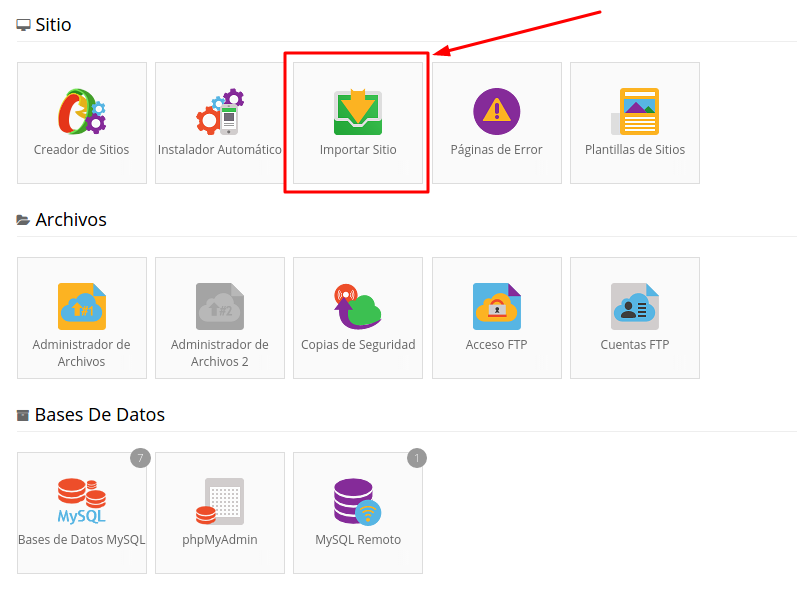 Sitio
Creador de Sitios
Instalador Automático
Importar Sitio
Páginas de Error
Plantillas de Sitios
Archivos
#1
Administrador de
Archivos
#2
Administrador de
Archivos 2
Copias de Seguridad
Acceso FTP
Cuentas FTP
Bases De Datos
7
MySQL
Bases de Datos MySQL
phpMyAdmin
1
MySQL Remoto